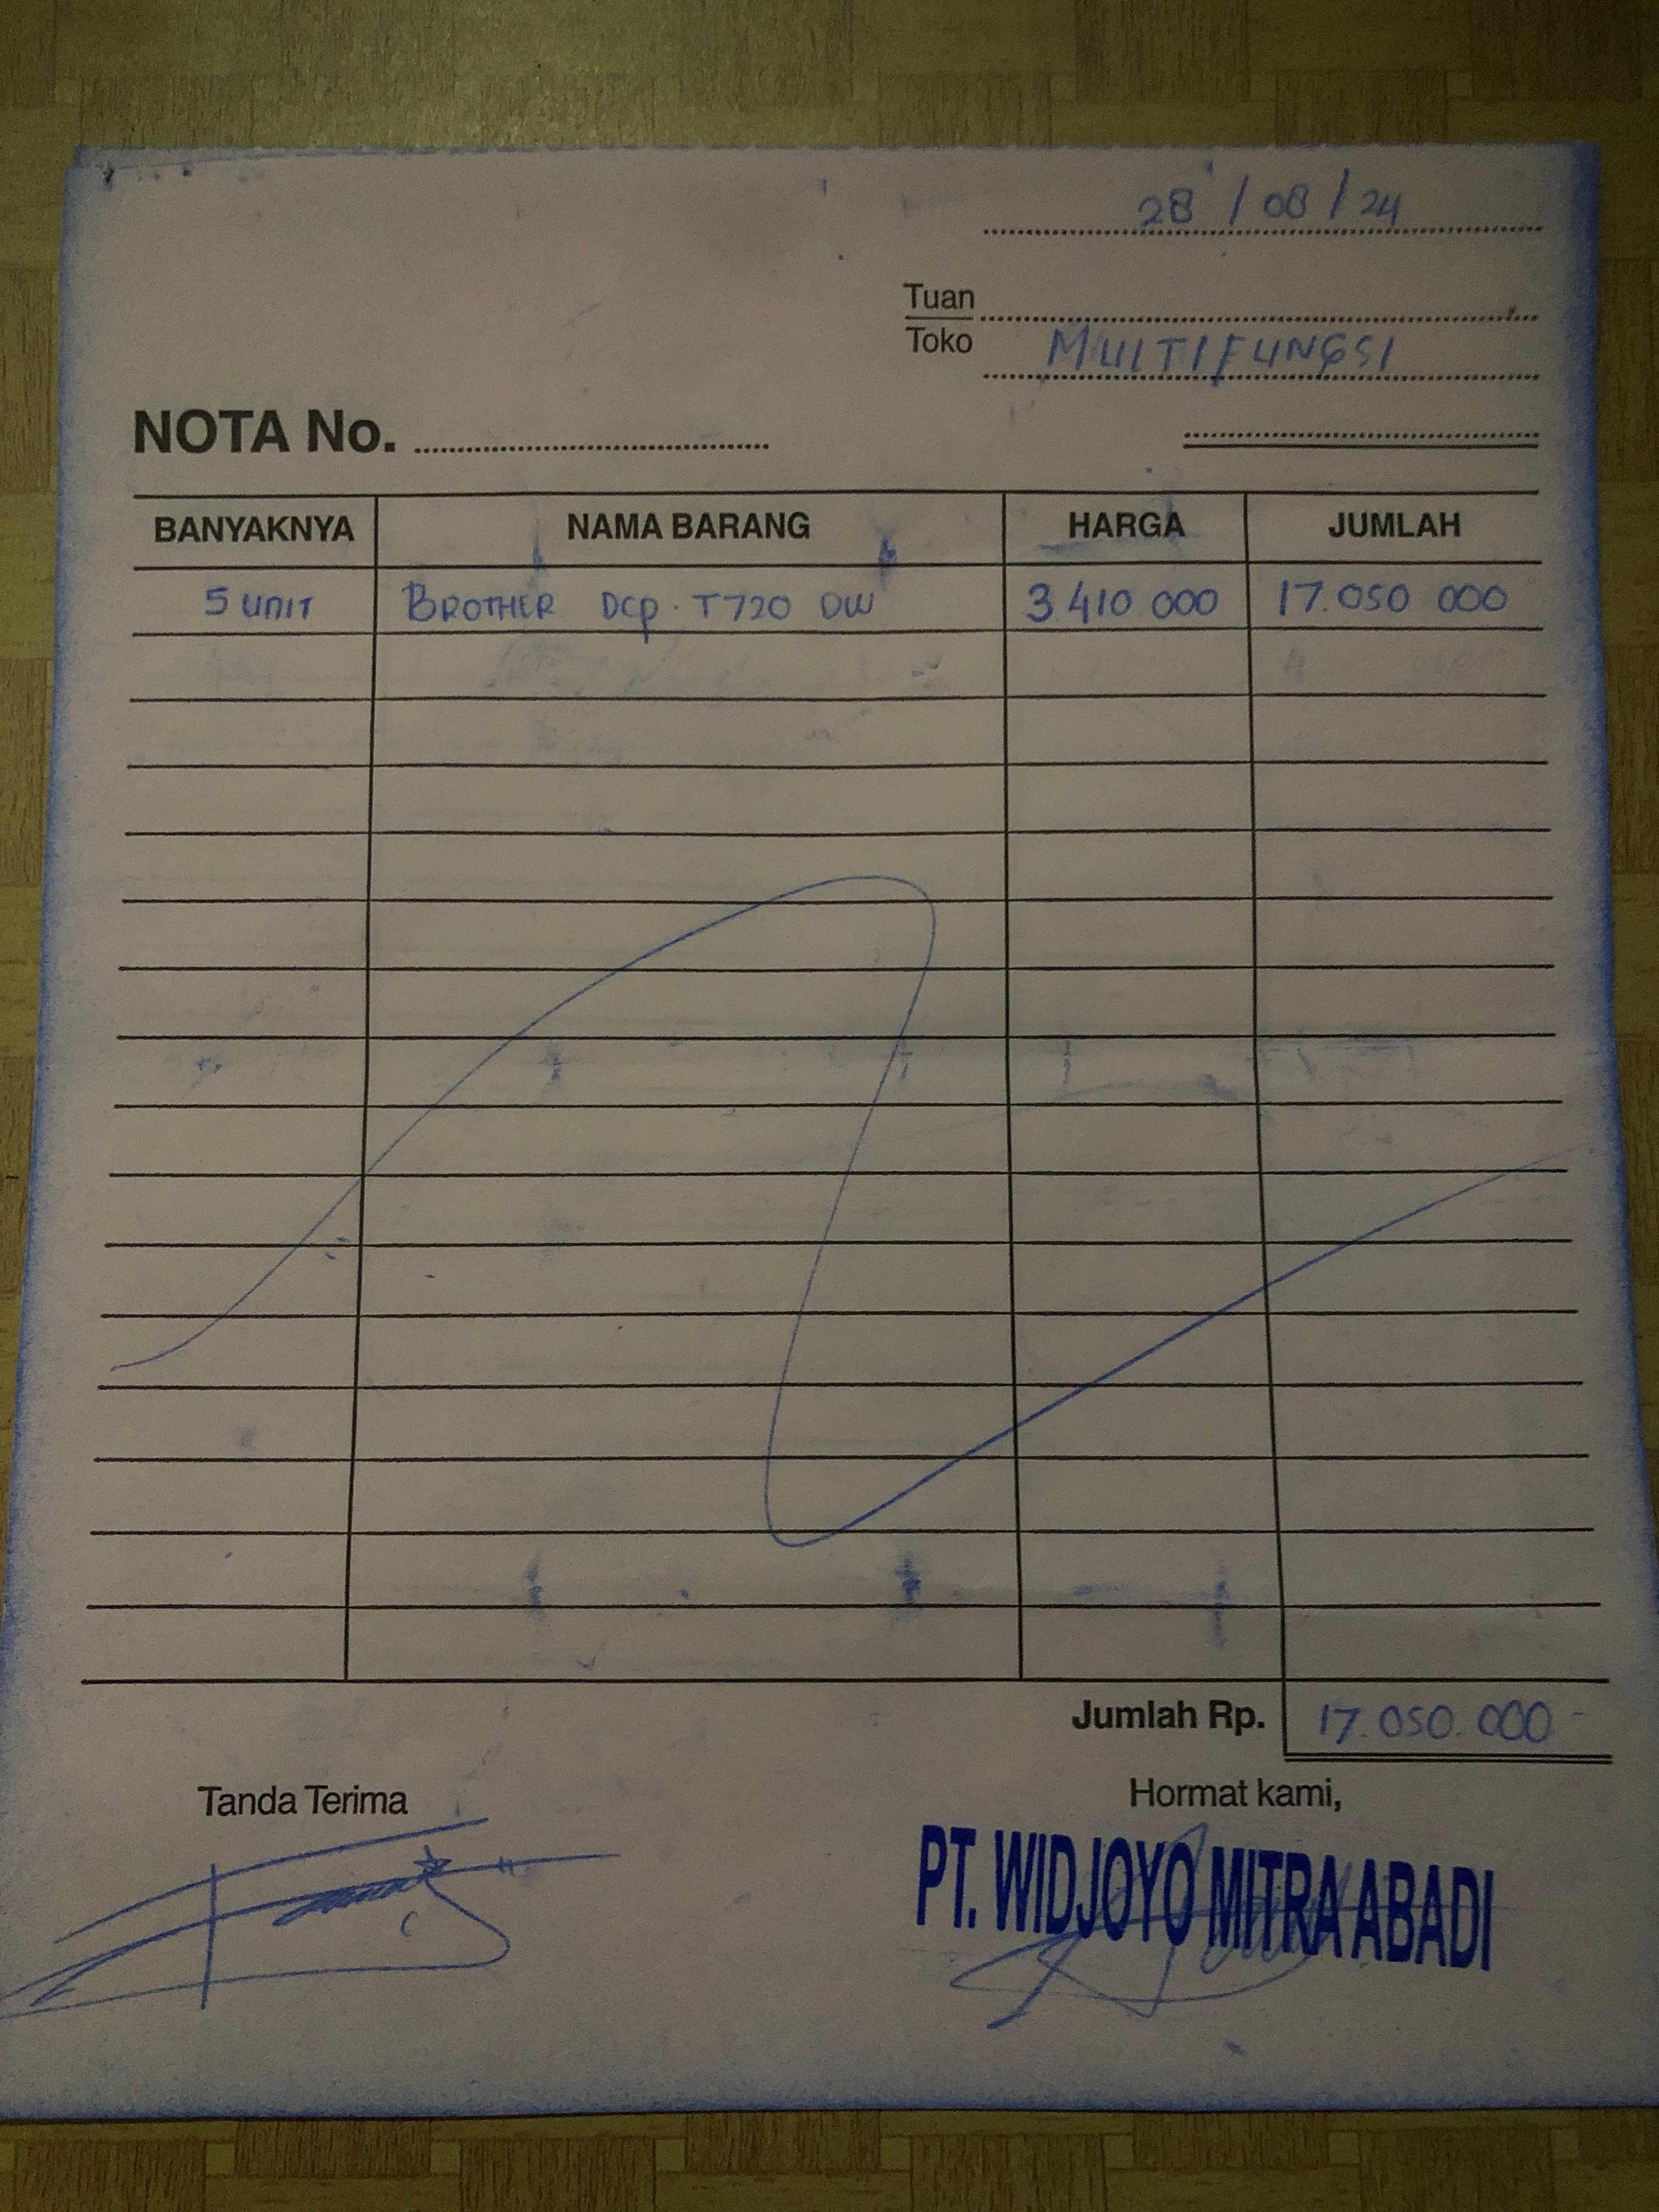 28 / 08 / 24
Tuan
Toko MULTIFUNGSI
NOTA No.
BANYAKNYA NAMA BARANG HARGA JUMLAH
5 UNIT BROTHER DCP · T720 DW 3 410 000 17.050 000
Jumlah Rp. 17.050.000 -
Tanda Terima Hormat kami,
PT. WIDJOYO MITRA ABADI